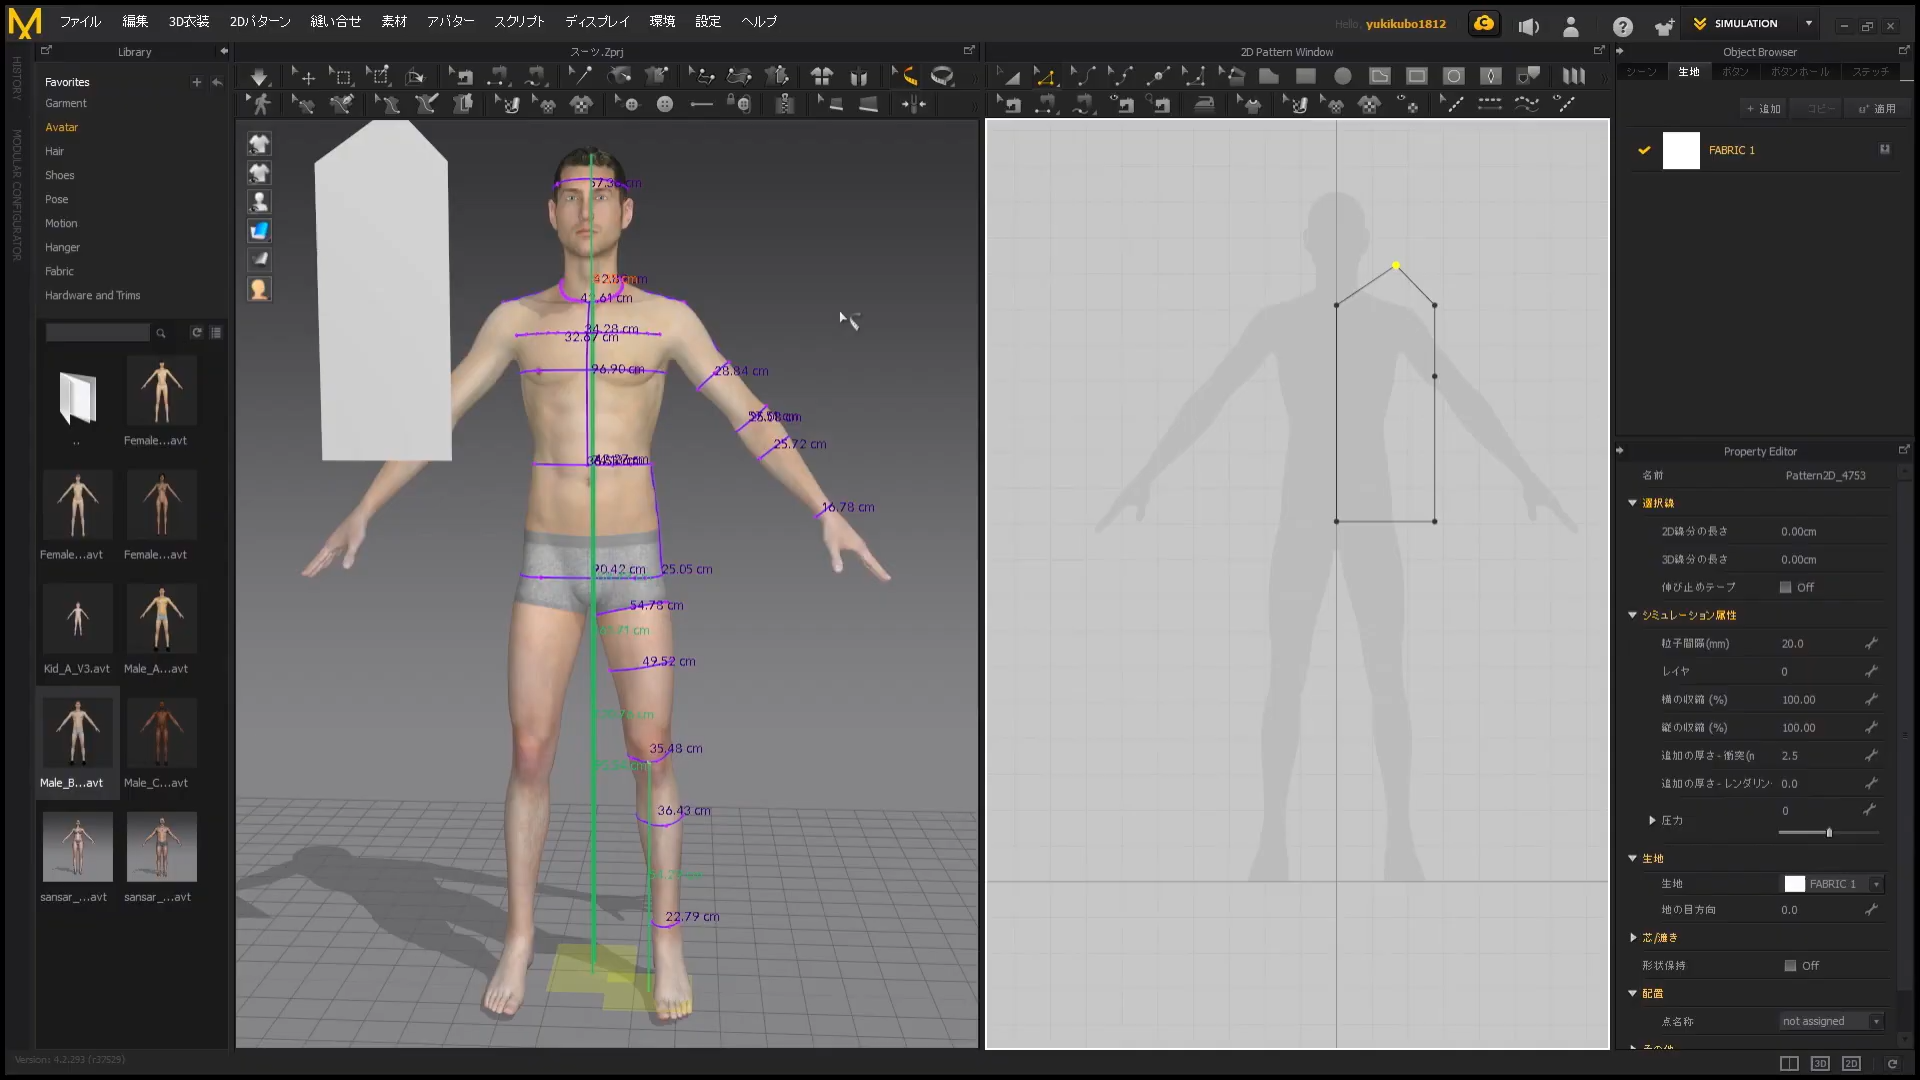 ファイル 編集 3D衣装 2Dパターン 縫い合せ 素材 アバター スクリプト ディスプレイ 環境 設定 ヘルプ
Hello, yukikubo1812
SIMULATION
HISTORY
MODULAR CONFIGURATOR
Library
スーツ.Zprj
2D Pattern Window
Object Browser
Favorites
Garment
Avatar
Hair
Shoes
Pose
Motion
Hanger
Fabric
Hardware and Trims
..
Female...avt
Female...avt
Female...avt
Kid_A_V3.avt
Male_A...avt
Male_B...avt
Male_C...avt
sansar_...avt
sansar_...avt
Version: 4.2.293 (r37529)
41.61 cm
34.28 cm
32.67 cm
96.90 cm
28.84 cm
25.72 cm
16.78 cm
90.42 cm
25.05 cm
54.78 cm
49.52 cm
35.48 cm
36.43 cm
22.79 cm
シーン 生地 ボタン ボタンホール ステッチ
+ 追加 コピー 適用
FABRIC 1
Property Editor
名前 Pattern2D_4753
選択線
2D線分の長さ 0.00cm
3D線分の長さ 0.00cm
伸び止めテープ Off
シミュレーション属性
粒子間隔(mm) 20.0
レイヤ 0
横の収縮 (%) 100.00
縦の収縮 (%) 100.00
追加の厚さ-衝突(n 2.5
追加の厚さ-レンダリン 0.0
圧力 0
生地
生地 FABRIC 1
地の目方向 0.0
芯/漉き
形状保持 Off
配置
点名称 not assigned
3D
2D